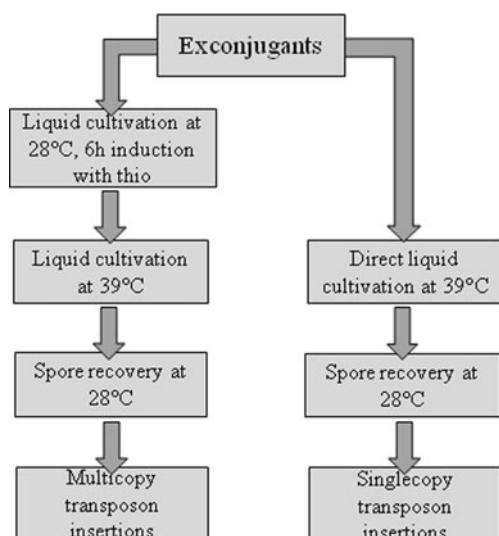 Exconjugants
Liquid cultivation at
28°C, 6h induction
with thio
Liquid cultivation
at 39°C
Spore recovery at
28°C
Multicopy
transposon
insertions
Direct liquid
cultivation at 39°C
Spore recovery at
28°C
Singlecopy
transposon
insertions